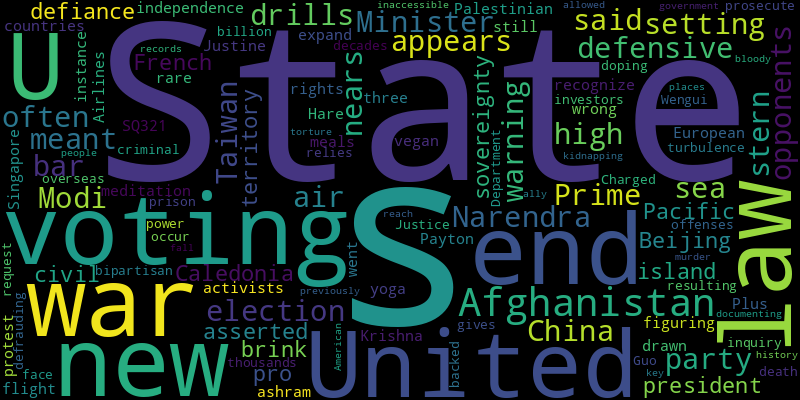 defiance
independence
drills
inaccessible
Palestinian
allowed
government
prosecute
countries
U
State
billion
Justine
expand
Minister
still
said
setting
appears
defensive
opponents
instance
Airlines
records
French
decades
nears
rare
doping
bloody
recognize
places
investors
Wengui
often
SQ321
Taiwan
territory
rights
three
Hare
sovereignty
Department
warning
wrong
high
European
stern
meant
criminal
torture
vegan
meals
relies
kidnapping
turbulence
Singapore
people
bar
overseas
meditation
ally
Charged
Modi
prison
air
Prime
sea
law
voting
power
occur
fall
S
reach
Justice
Payton
Narendra
end
Pacific
offenses
Beijing
murder
request
civil
bipartisan
Caledonia
went
island
resulting
war
activists
previously
yoga
Afghanistan
Plus
documenting
election
gives
China
figuring
protest
defrauding
new
asserted
Krishna
brink
American
backed
United
drawn
inquiry
face
thousands
pro
Guo
party
history
key
death
flight
ashram
president